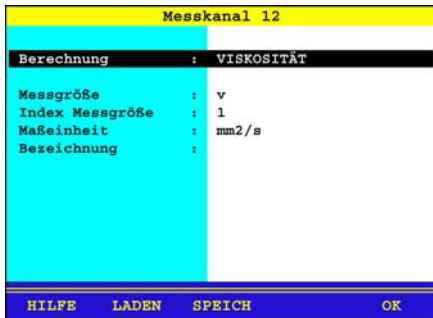 Messkanal 12
Berechnung : VISKOSITÄT
Messgröße : v
Index Messgröße : 1
Maßeinheit : mm2/s
Bezeichnung :
HILFE LADEN SPEICH OK